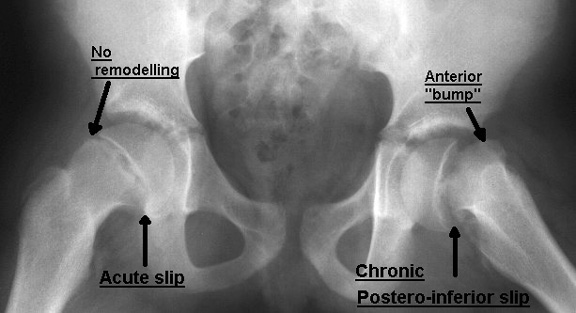 No
remodelling
Anterior
"bump"
Acute slip
Chronic
Postero-inferior slip